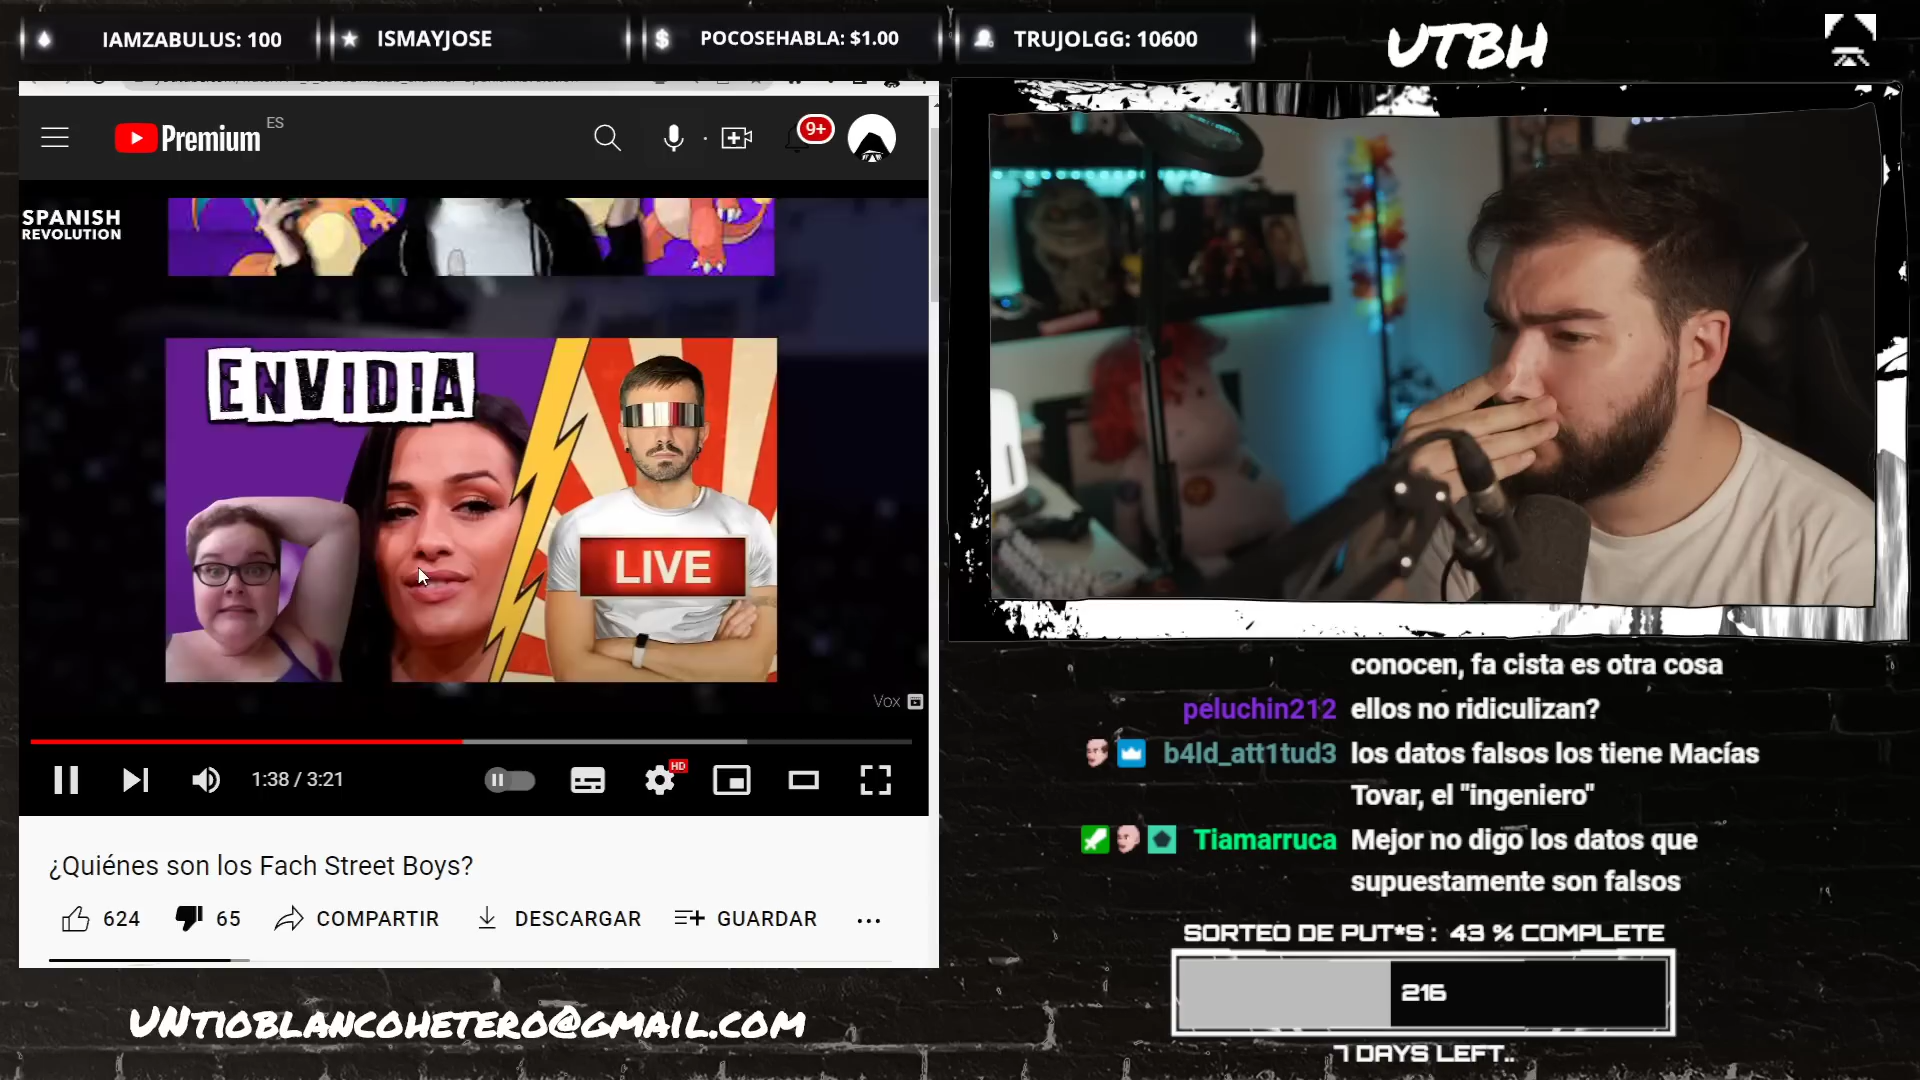 IAMZABULUS: 100
ISMAYJOSE
POCOSEHABLA: $1.00
TRUJOLGG: 10600
UTBH
Premium
ES
9+
SPANISH
REVOLUTION
ENVIDIA
LIVE
Vox
HD
1:38 / 3:21
¿Quiénes son los Fach Street Boys?
624
65
COMPARTIR
DESCARGAR
GUARDAR
UNTIOBLANCOHETERO@GMAIL.COM
conocen, fa cista es otra cosa
peluchin212 ellos no ridiculizan?
b4ld_att1tud3 los datos falsos los tiene Macías
Tovar, el "ingeniero"
Tiamarruca Mejor no digo los datos que
supuestamente son falsos
SORTEO DE PUT*S : 43 % COMPLETE
216
7 DAYS LEFT..